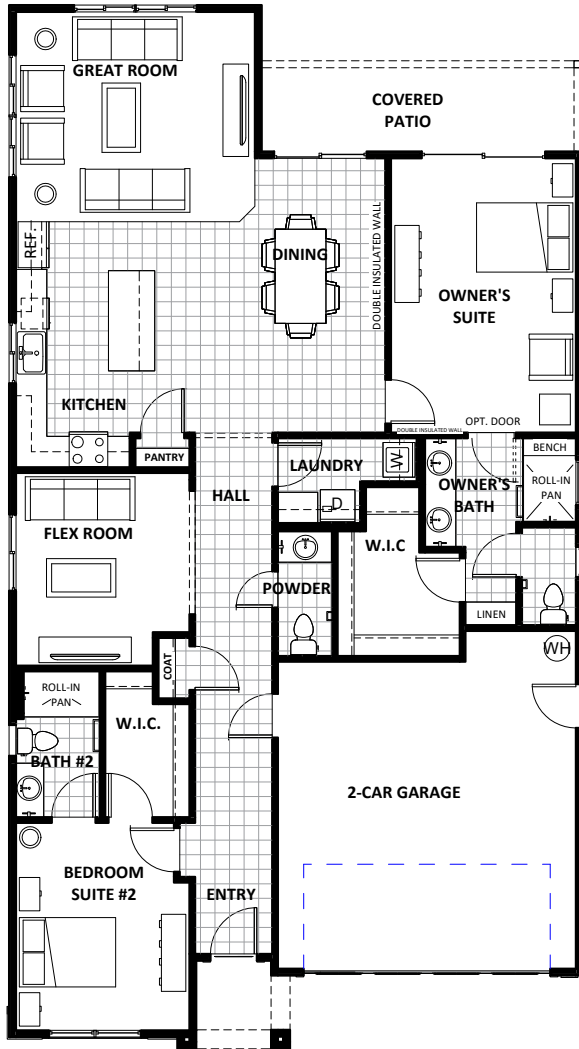 GREAT ROOM
COVERED
PATIO
REF.
DINING
DOUBLE INSULATED WALL
OWNER'S
SUITE
KITCHEN
DOUBLE INSULATED WALL
OPT. DOOR
PANTRY
LAUNDRY
W
BENCH
D
OWNER'S
BATH
ROLL-IN
PAN
HALL
FLEX ROOM
W.I.C
POWDER
LINEN
COAT
WH
ROLL-IN
PAN
W.I.C.
BATH #2
2-CAR GARAGE
BEDROOM
SUITE #2
ENTRY